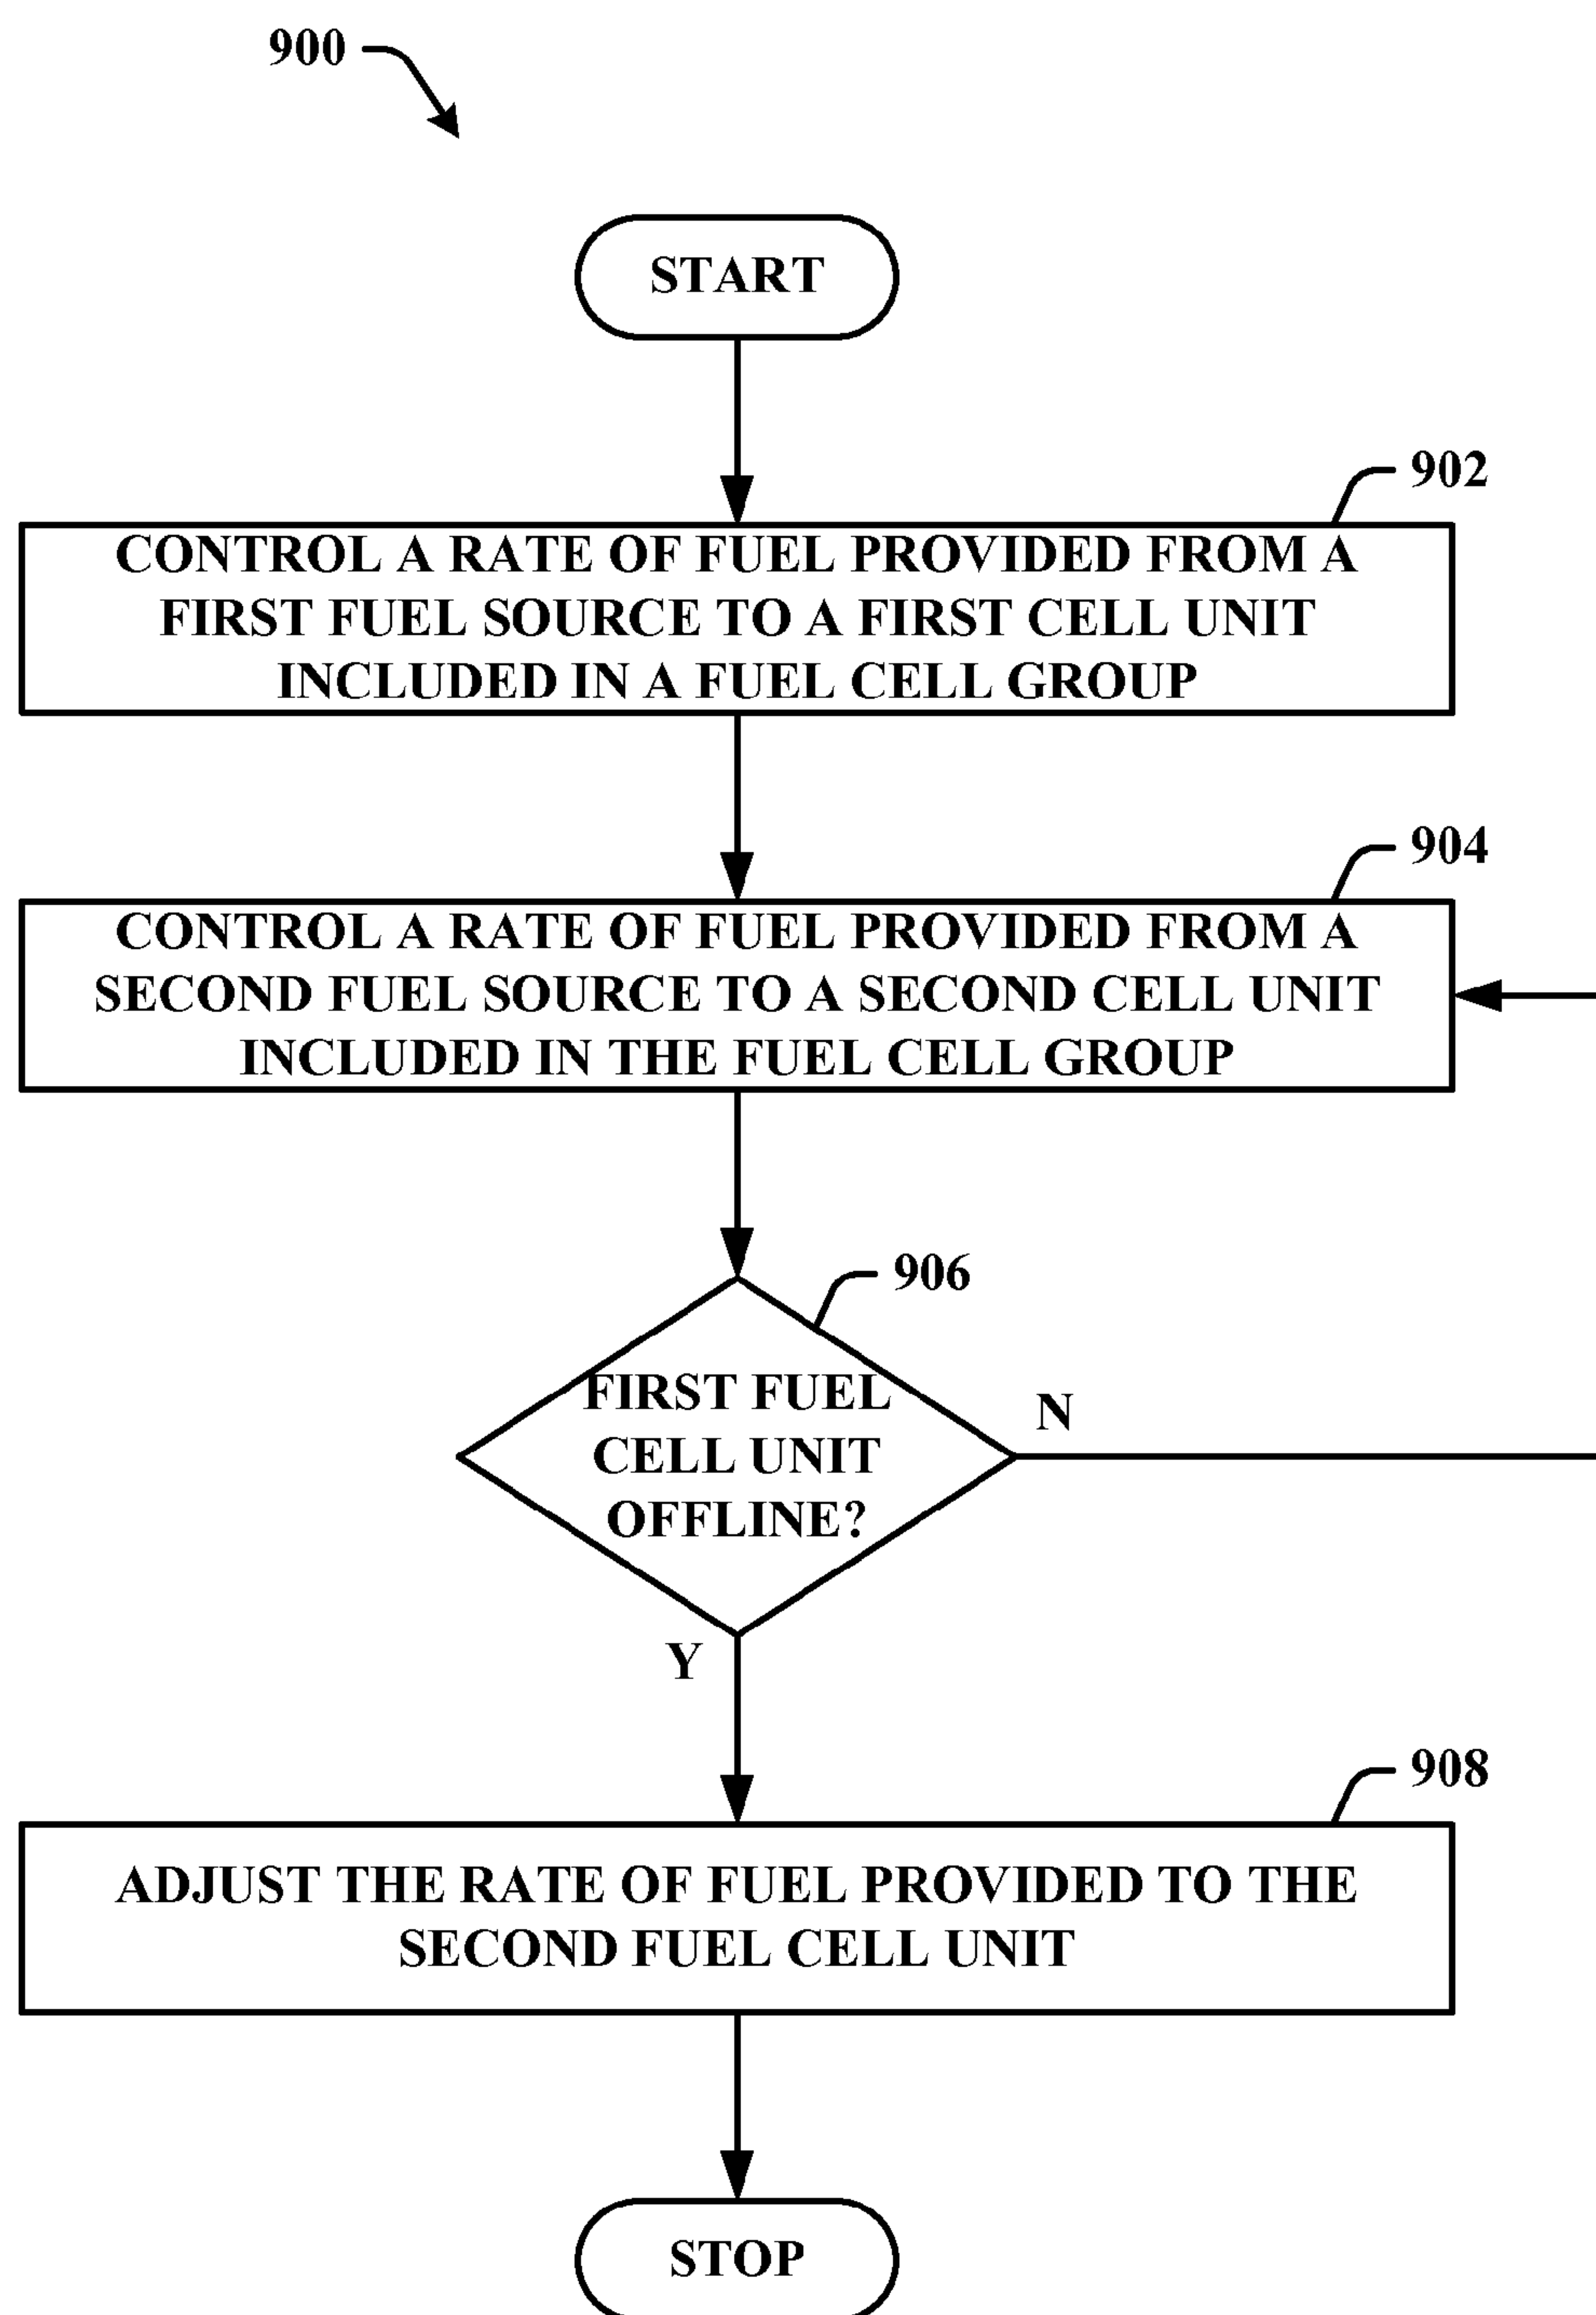 900
START
902
CONTROL A RATE OF FUEL PROVIDED FROM A
FIRST FUEL SOURCE TO A FIRST CELL UNIT
INCLUDED IN A FUEL CELL GROUP
904
CONTROL A RATE OF FUEL PROVIDED FROM A
SECOND FUEL SOURCE TO A SECOND CELL UNIT
INCLUDED IN THE FUEL CELL GROUP
906
FIRST FUEL
CELL UNIT
OFFLINE?
N
Y
908
ADJUST THE RATE OF FUEL PROVIDED TO THE
SECOND FUEL CELL UNIT
STOP